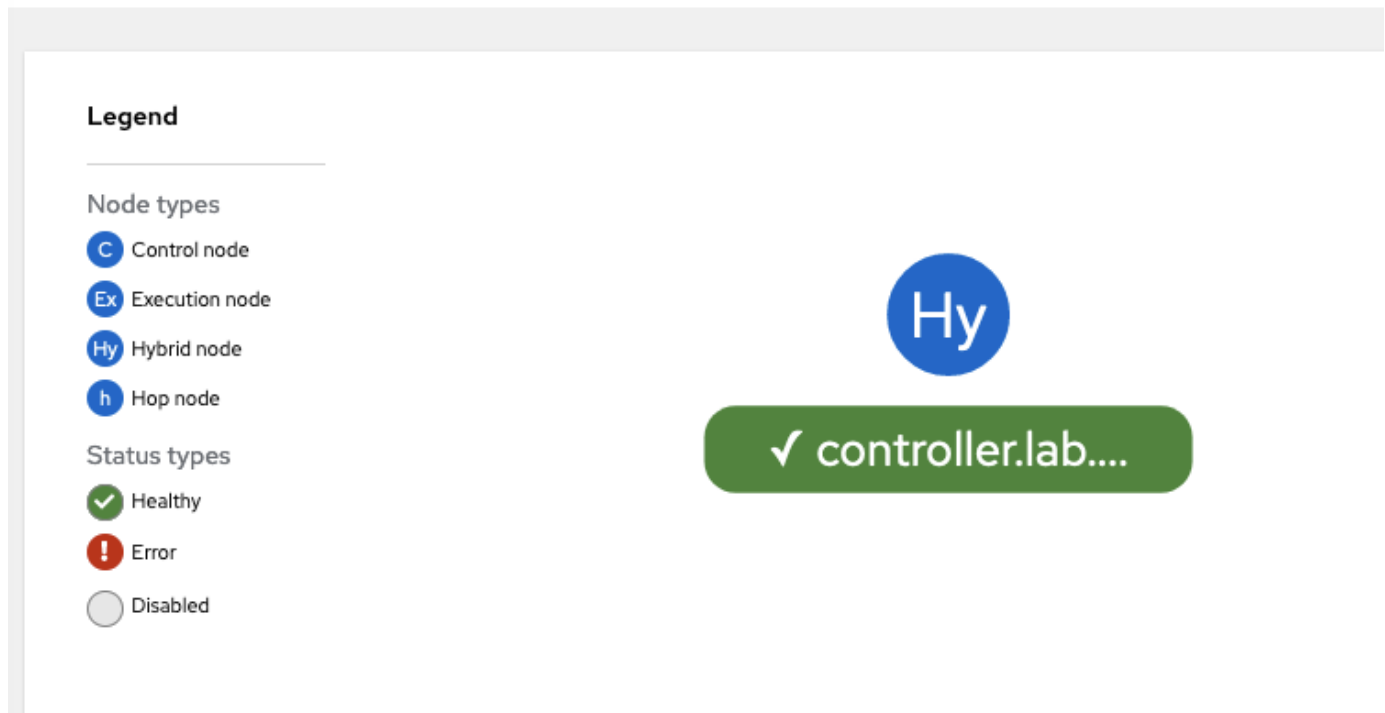 Legend
Node types
C Control node
Ex Execution node
Hy Hybrid node
h Hop node
Status types
Healthy
! Error
Disabled
Hy
✓ controller.lab....